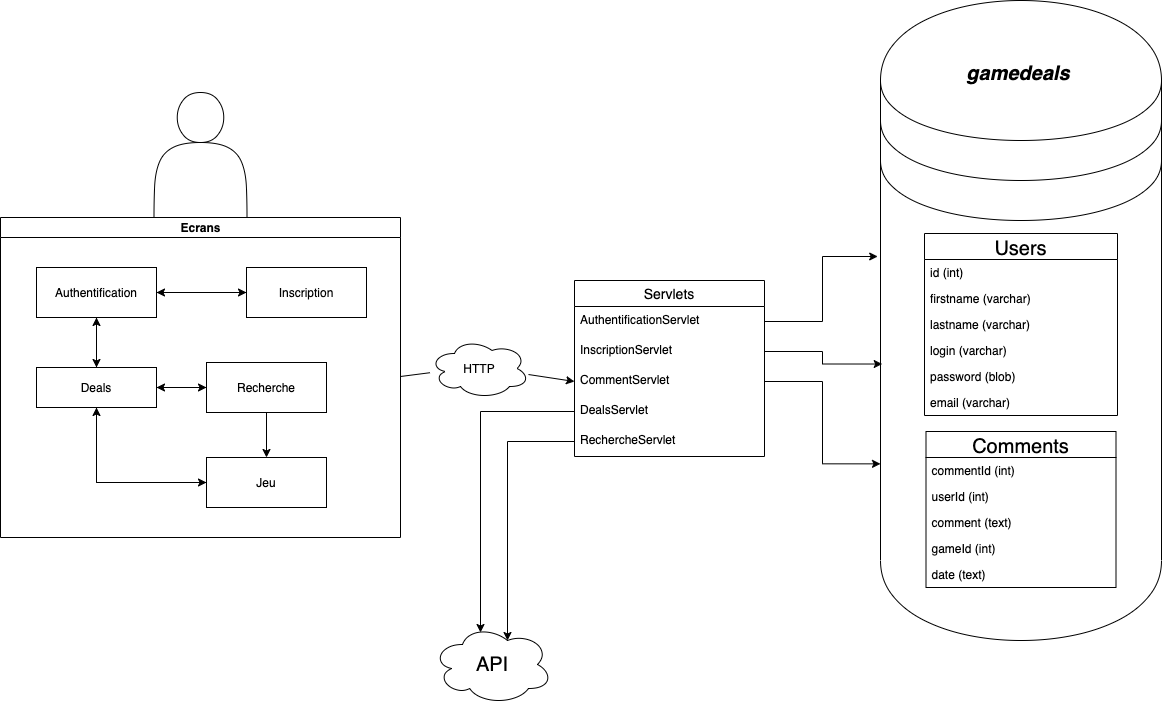 gamedeals
Ecrans
Authentification
Inscription
Deals
Recherche
Jeu
HTTP
Servlets
AuthentificationServlet
InscriptionServlet
CommentServlet
DealsServlet
RechercheServlet
API
Users
id (int)
firstname (varchar)
lastname (varchar)
login (varchar)
password (blob)
email (varchar)
Comments
commentId (int)
userId (int)
comment (text)
gameId (int)
date (text)